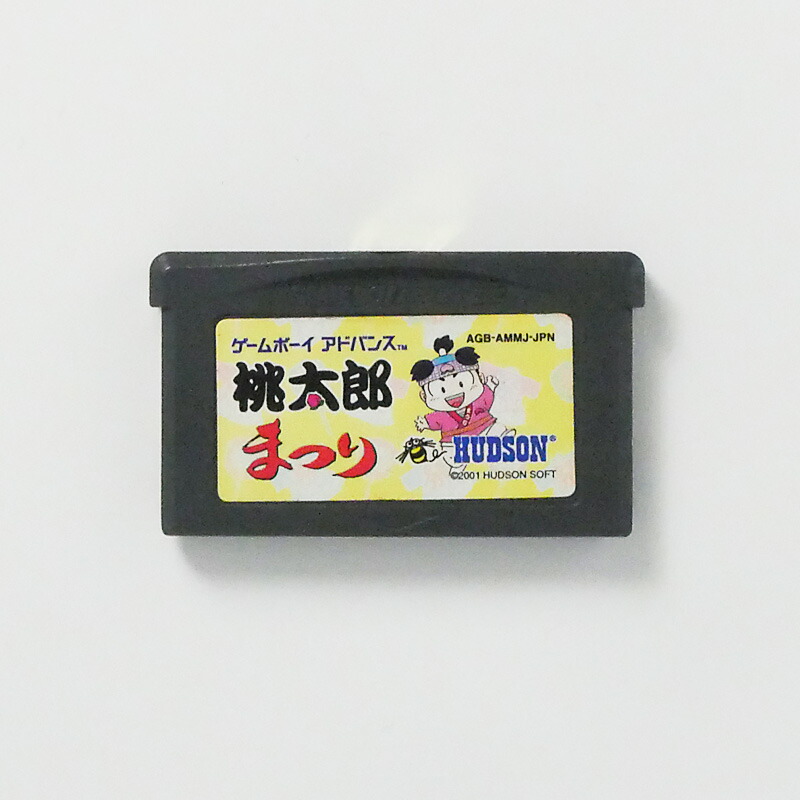 ゲームボーイ アドバンス™
AGB-AMMJ-JPN
桃太郎
まつり
HUDSON®
©2001 HUDSON SOFT